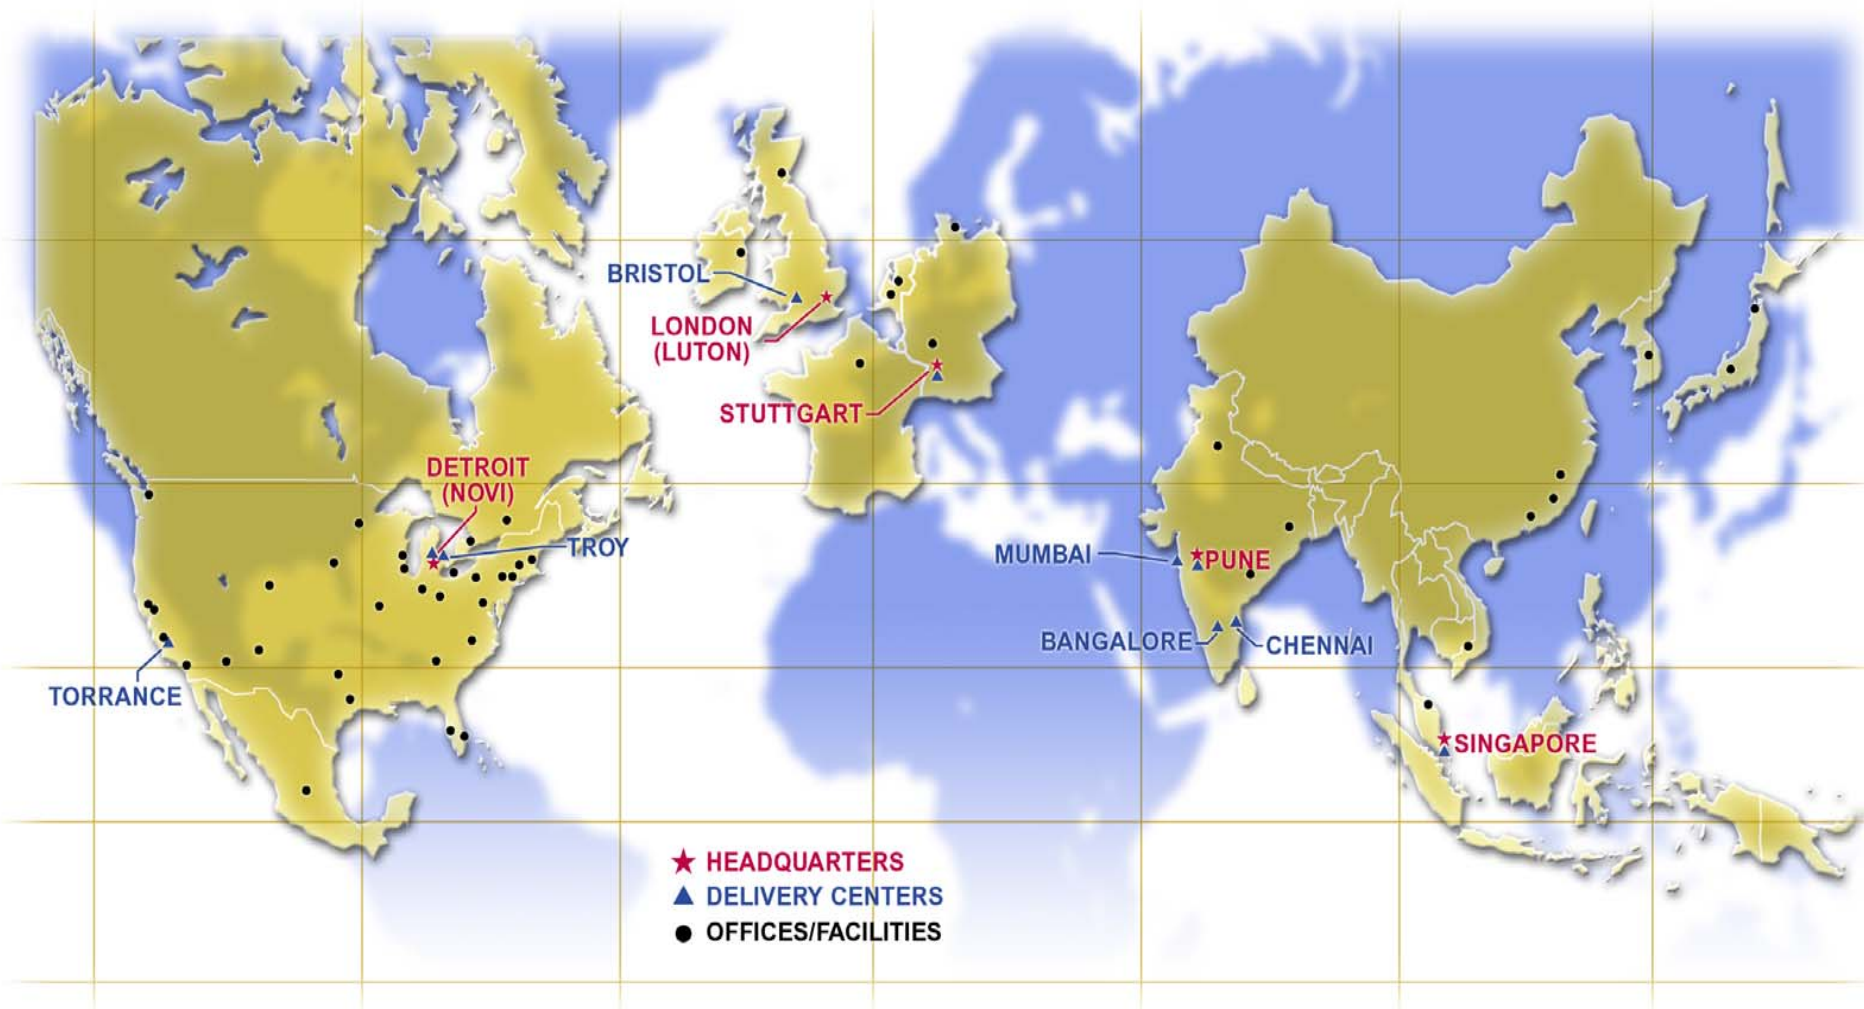 BRISTOL
LONDON
(LUTON)
STUTTGART
DETROIT
(NOVI)
TROY
MUMBAI
PUNE
BANGALORE
CHENNAI
TORRANCE
SINGAPORE
HEADQUARTERS
DELIVERY CENTERS
OFFICES/FACILITIES